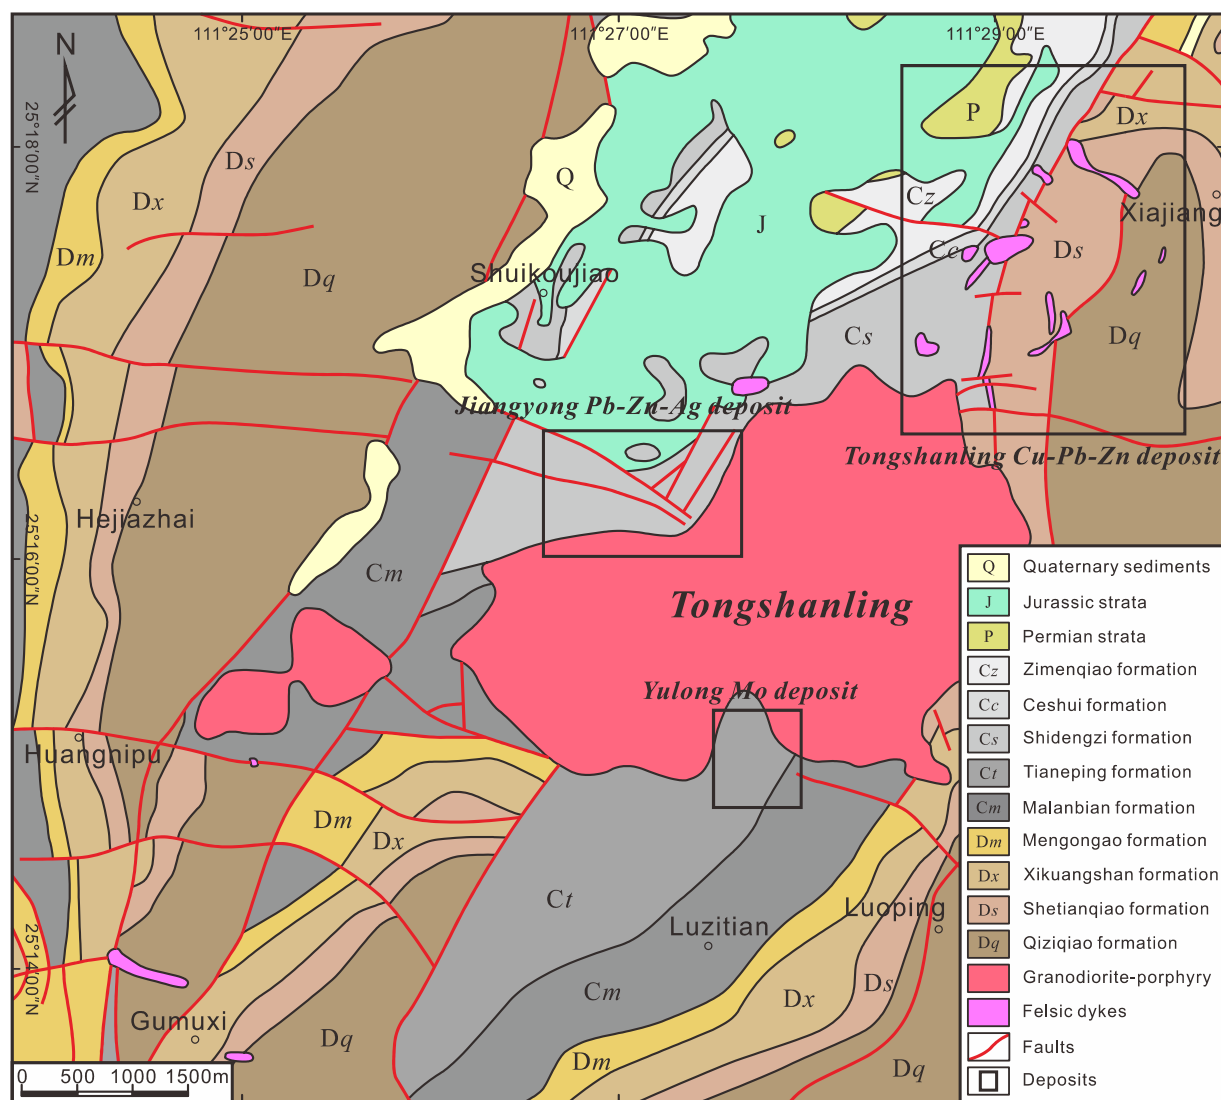 111°25′00″E
111°27′00″E
111°29′00″E
N
25°18′00″N
P
Dx
Ds
Dx
Q
Cz
Xiajiang
J
Dm
Dq
Shuikoujiao
Cc
Ds
Cs
Dq
Jiangyong Pb-Zn-Ag deposit
Tongshanling Cu-Pb-Zn deposit
Hejiazhai
25°16′00″N
Cm
Tongshanling
Yulong Mo deposit
Huangnipu
Dm
Dx
Ct
Luoping
Luzitian
25°14′00″N
Cm
Dx
Ds
Gumuxi
Dq
Dm
Dq
0 500 1000 1500m
Q Quaternary sediments
J Jurassic strata
P Permian strata
Cz Zimenqiao formation
Cc Ceshui formation
Cs Shidengzi formation
Ct Tianeping formation
Cm Malanbian formation
Dm Mengongao formation
Dx Xikuangshan formation
Ds Shetianqiao formation
Dq Qiziqiao formation
Granodiorite-porphyry
Felsic dykes
Faults
Deposits